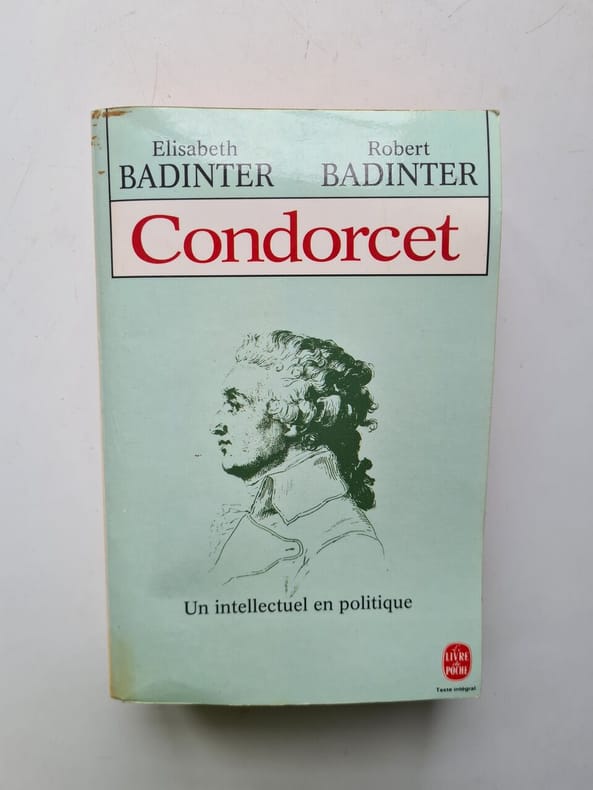 Elisabeth Robert
BADINTER BADINTER
Condorcet
Un intellectuel en politique
Le
LIVRE
de
POCHE
Texte intégral